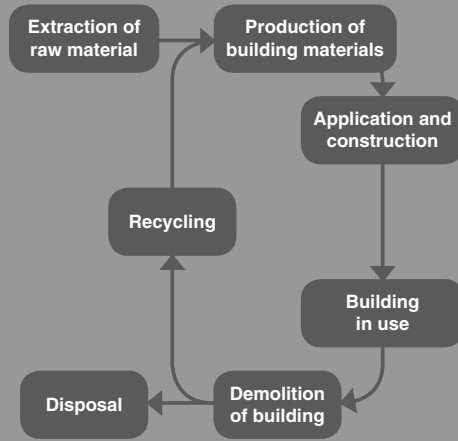 Extraction of
raw material
Production of
building materials
Application and
construction
Recycling
Building
in use
Disposal
Demolition
of building